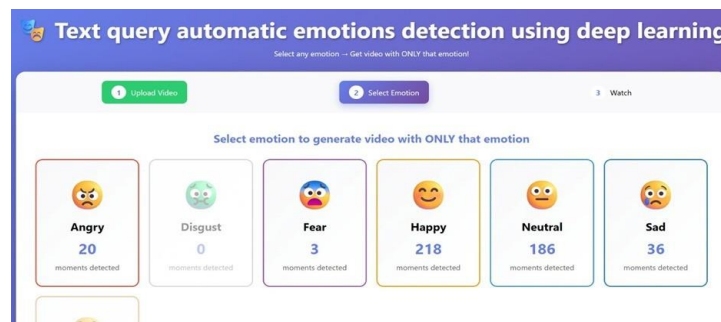 Text query automatic emotions detection using deep learning
Select any emotion → Get video with ONLY that emotion!
1 Upload Video
2 Select Emotion
3 Watch
Select emotion to generate video with ONLY that emotion
Angry
20
moments detected
Disgust
0
moments detected
Fear
3
moments detected
Happy
218
moments detected
Neutral
186
moments detected
Sad
36
moments detected